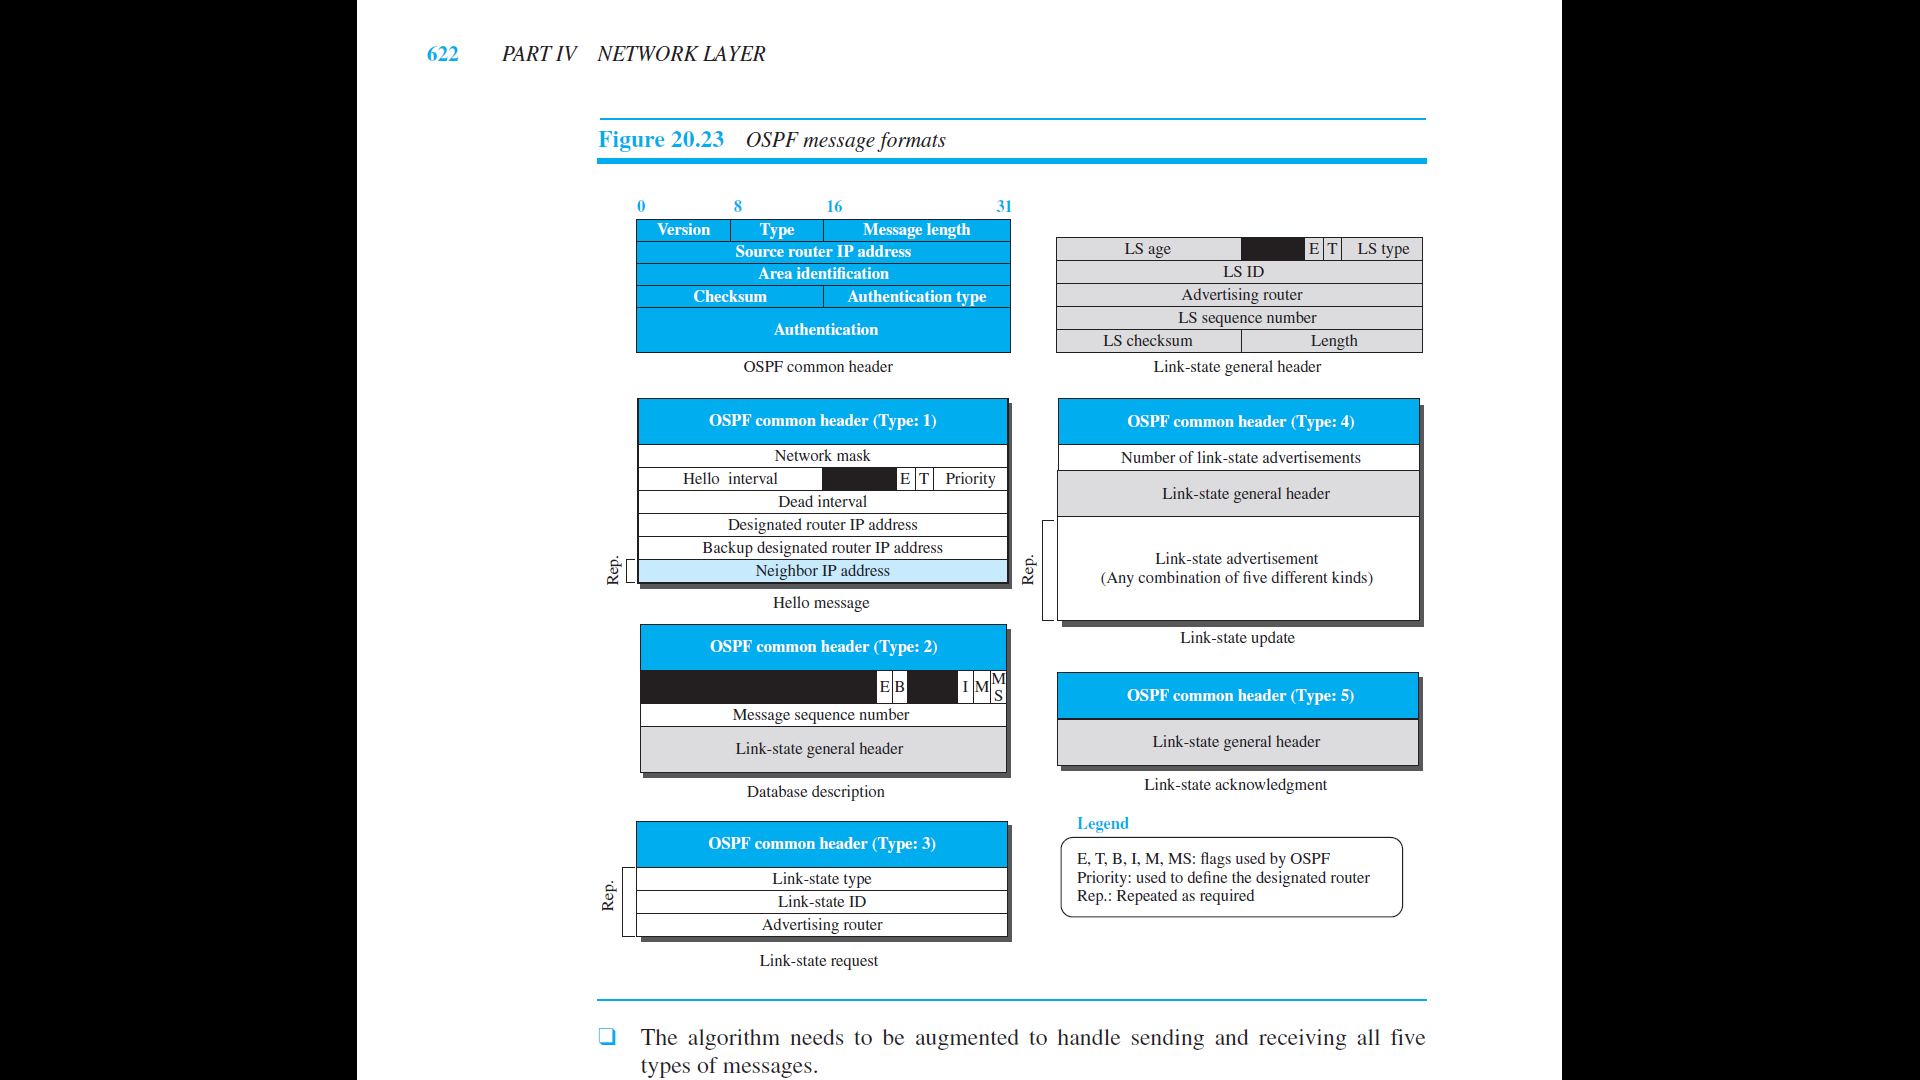 622 PART IV NETWORK LAYER
Figure 20.23 OSPF message formats
0 8 16 31
Version Type Message length
Source router IP address
Area identification
Checksum Authentication type
Authentication
OSPF common header
LS age E T LS type
LS ID
Advertising router
LS sequence number
LS checksum Length
Link-state general header
OSPF common header (Type: 1)
Network mask
Hello interval E T Priority
Dead interval
Designated router IP address
Backup designated router IP address
Rep. Neighbor IP address
Hello message
OSPF common header (Type: 2)
E B I M MS
Message sequence number
Link-state general header
Database description
OSPF common header (Type: 3)
Rep.
Link-state type
Link-state ID
Advertising router
Link-state request
OSPF common header (Type: 4)
Number of link-state advertisements
Link-state general header
Rep.
Link-state advertisement
(Any combination of five different kinds)
Link-state update
OSPF common header (Type: 5)
Link-state general header
Link-state acknowledgment
Legend
E, T, B, I, M, MS: flags used by OSPF
Priority: used to define the designated router
Rep.: Repeated as required
❏ The algorithm needs to be augmented to handle sending and receiving all five
types of messages.